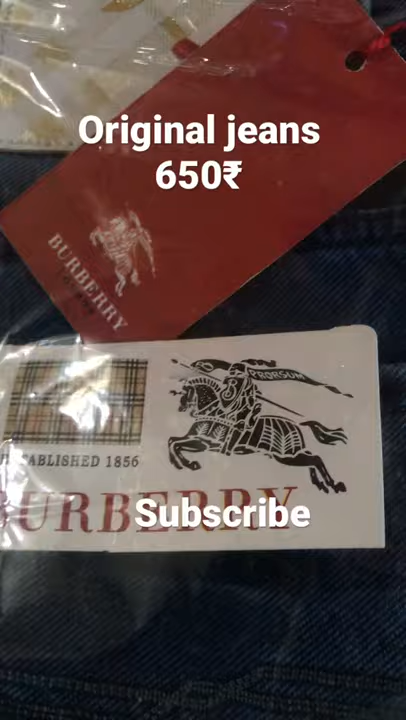 Original jeans
650₹
BURBERRY
PRORSUM
ESTABLISHED 1856
BURBERRY
Subscribe